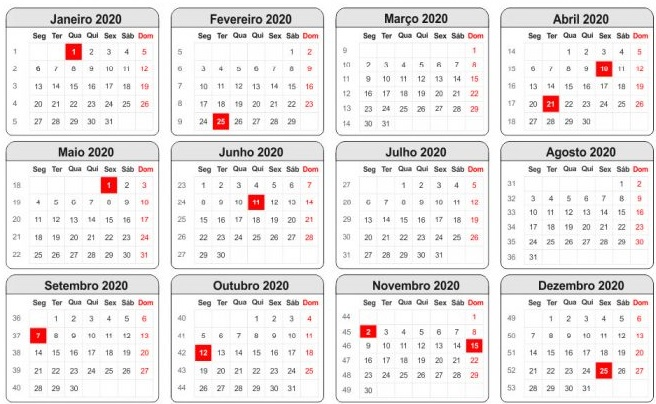 Janeiro 2020
Seg Ter Qua Qui Sex Sáb Dom
1 1 2 3 4 5
2 6 7 8 9 10 11 12
3 13 14 15 16 17 18 19
4 20 21 22 23 24 25 26
5 27 28 29 30 31
Fevereiro 2020
Seg Ter Qua Qui Sex Sáb Dom
5 1 2
6 3 4 5 6 7 8 9
7 10 11 12 13 14 15 16
8 17 18 19 20 21 22 23
9 24 25 26 27 28 29
Março 2020
Seg Ter Qua Qui Sex Sáb Dom
9 1
10 2 3 4 5 6 7 8
11 9 10 11 12 13 14 15
12 16 17 18 19 20 21 22
13 23 24 25 26 27 28 29
14 30 31
Abril 2020
Seg Ter Qua Qui Sex Sáb Dom
14 1 2 3 4 5
15 6 7 8 9 10 11 12
16 13 14 15 16 17 18 19
17 20 21 22 23 24 25 26
18 27 28 29 30
Maio 2020
Seg Ter Qua Qui Sex Sáb Dom
18 1 2 3
19 4 5 6 7 8 9 10
20 11 12 13 14 15 16 17
21 18 19 20 21 22 23 24
22 25 26 27 28 29 30 31
Junho 2020
Seg Ter Qua Qui Sex Sáb Dom
23 1 2 3 4 5 6 7
24 8 9 10 11 12 13 14
25 15 16 17 18 19 20 21
26 22 23 24 25 26 27 28
27 29 30
Julho 2020
Seg Ter Qua Qui Sex Sáb Dom
27 1 2 3 4 5
28 6 7 8 9 10 11 12
29 13 14 15 16 17 18 19
30 20 21 22 23 24 25 26
31 27 28 29 30 31
Agosto 2020
Seg Ter Qua Qui Sex Sáb Dom
31 1 2
32 3 4 5 6 7 8 9
33 10 11 12 13 14 15 16
34 17 18 19 20 21 22 23
35 24 25 26 27 28 29 30
36 31
Setembro 2020
Seg Ter Qua Qui Sex Sáb Dom
36 1 2 3 4 5 6
37 7 8 9 10 11 12 13
38 14 15 16 17 18 19 20
39 21 22 23 24 25 26 27
40 28 29 30
Outubro 2020
Seg Ter Qua Qui Sex Sáb Dom
40 1 2 3 4
41 5 6 7 8 9 10 11
42 12 13 14 15 16 17 18
43 19 20 21 22 23 24 25
44 26 27 28 29 30 31
Novembro 2020
Seg Ter Qua Qui Sex Sáb Dom
44 1
45 2 3 4 5 6 7 8
46 9 10 11 12 13 14 15
47 16 17 18 19 20 21 22
48 23 24 25 26 27 28 29
49 30
Dezembro 2020
Seg Ter Qua Qui Sex Sáb Dom
49 1 2 3 4 5 6
50 7 8 9 10 11 12 13
51 14 15 16 17 18 19 20
52 21 22 23 24 25 26 27
53 28 29 30 31